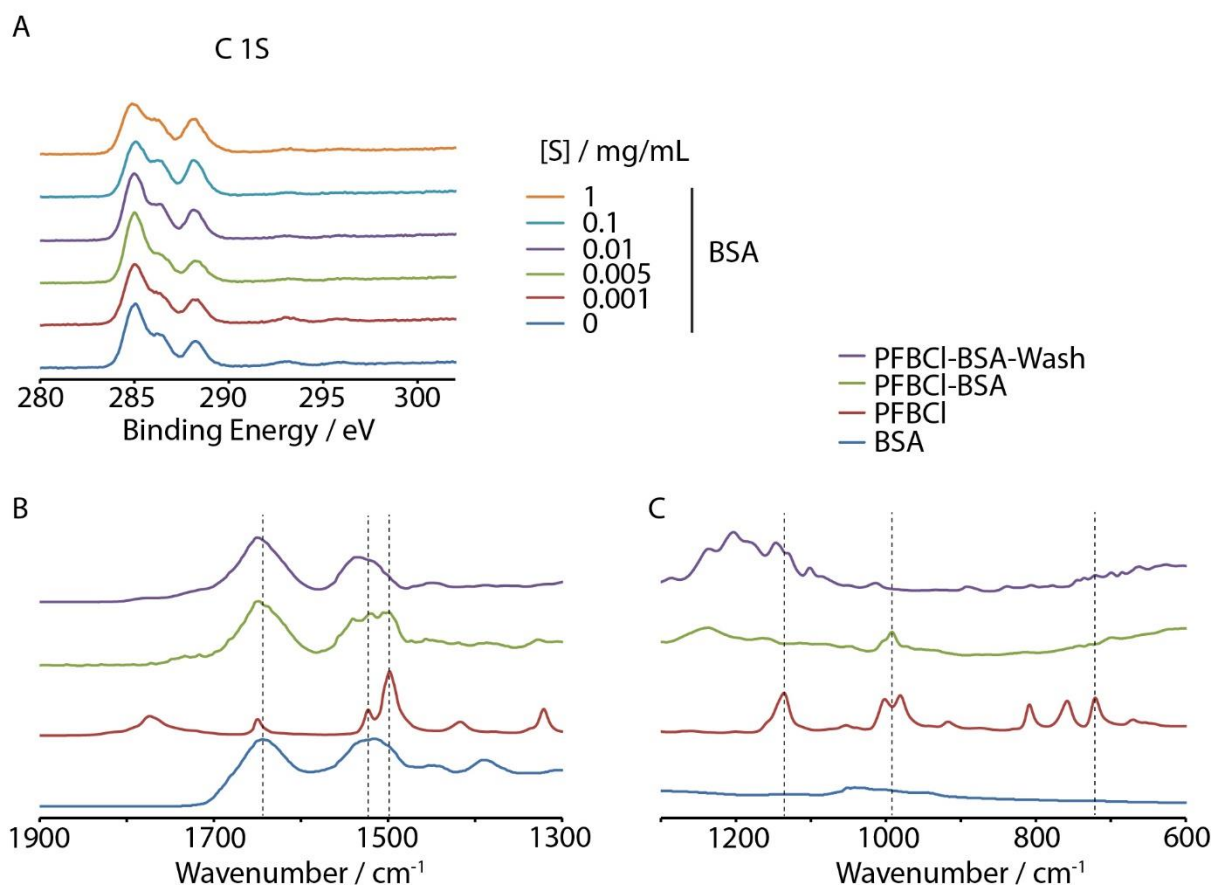 A
C 1S
280 285 290 295 300
Binding Energy / eV
[S] / mg/mL
1
0.1
0.01
0.005
0.001
0
BSA
PFBCl-BSA-Wash
PFBCl-BSA
PFBCl
BSA
B
1900 1700 1500 1300
Wavenumber / cm⁻¹
C
1200 1000 800 600
Wavenumber / cm⁻¹